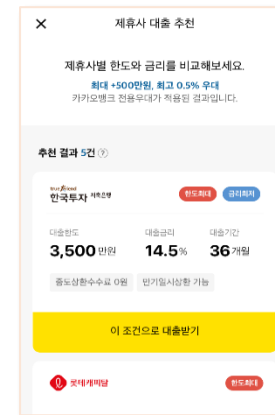 제휴사 대출 추천
제휴사별 한도와 금리를 비교해보세요.
최대 +500만원, 최고 0.5% 우대
카카오뱅크 전용우대가 적용된 결과입니다.
추천 결과 5건 ?
true friend
한국투자 저축은행
한도최대 금리최저
대출한도 대출금리 대출기간
3,500 만원 14.5% 36 개월
중도상환수수료 0원 만기일시상환 가능
이 조건으로 대출받기
롯데캐피탈 한도최대